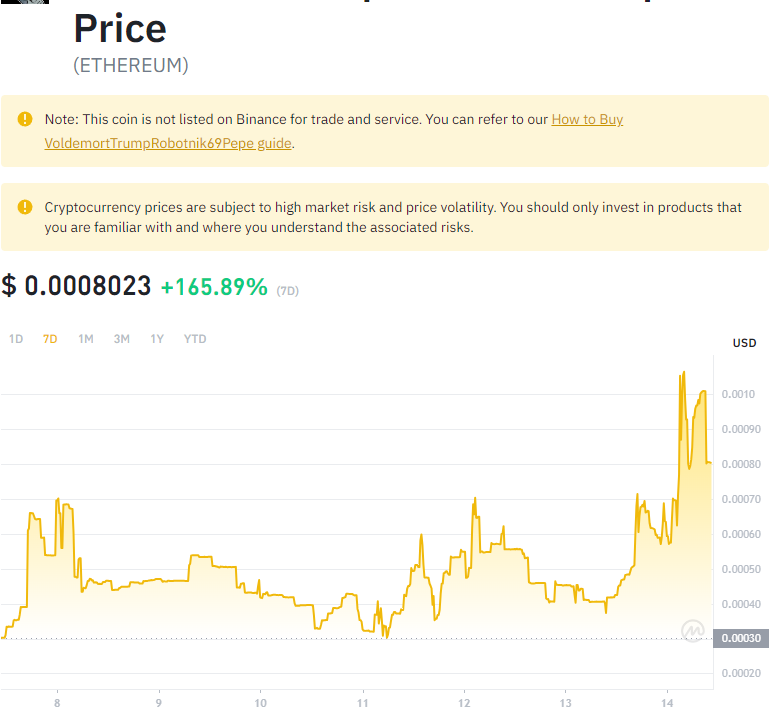 Price
(ETHEREUM)
Note: This coin is not listed on Binance for trade and service. You can refer to our How to Buy
VoldemortTrumpRobotnik69Pepe guide.
Cryptocurrency prices are subject to high market risk and price volatility. You should only invest in products that
you are familiar with and where you understand the associated risks.
$ 0.0008023 +165.89% (7D)
1D 7D 1M 3M 1Y YTD
USD
0.0010
0.00090
0.00080
0.00070
0.00060
0.00050
0.00040
0.00030
0.00020
8 9 10 11 12 13 14